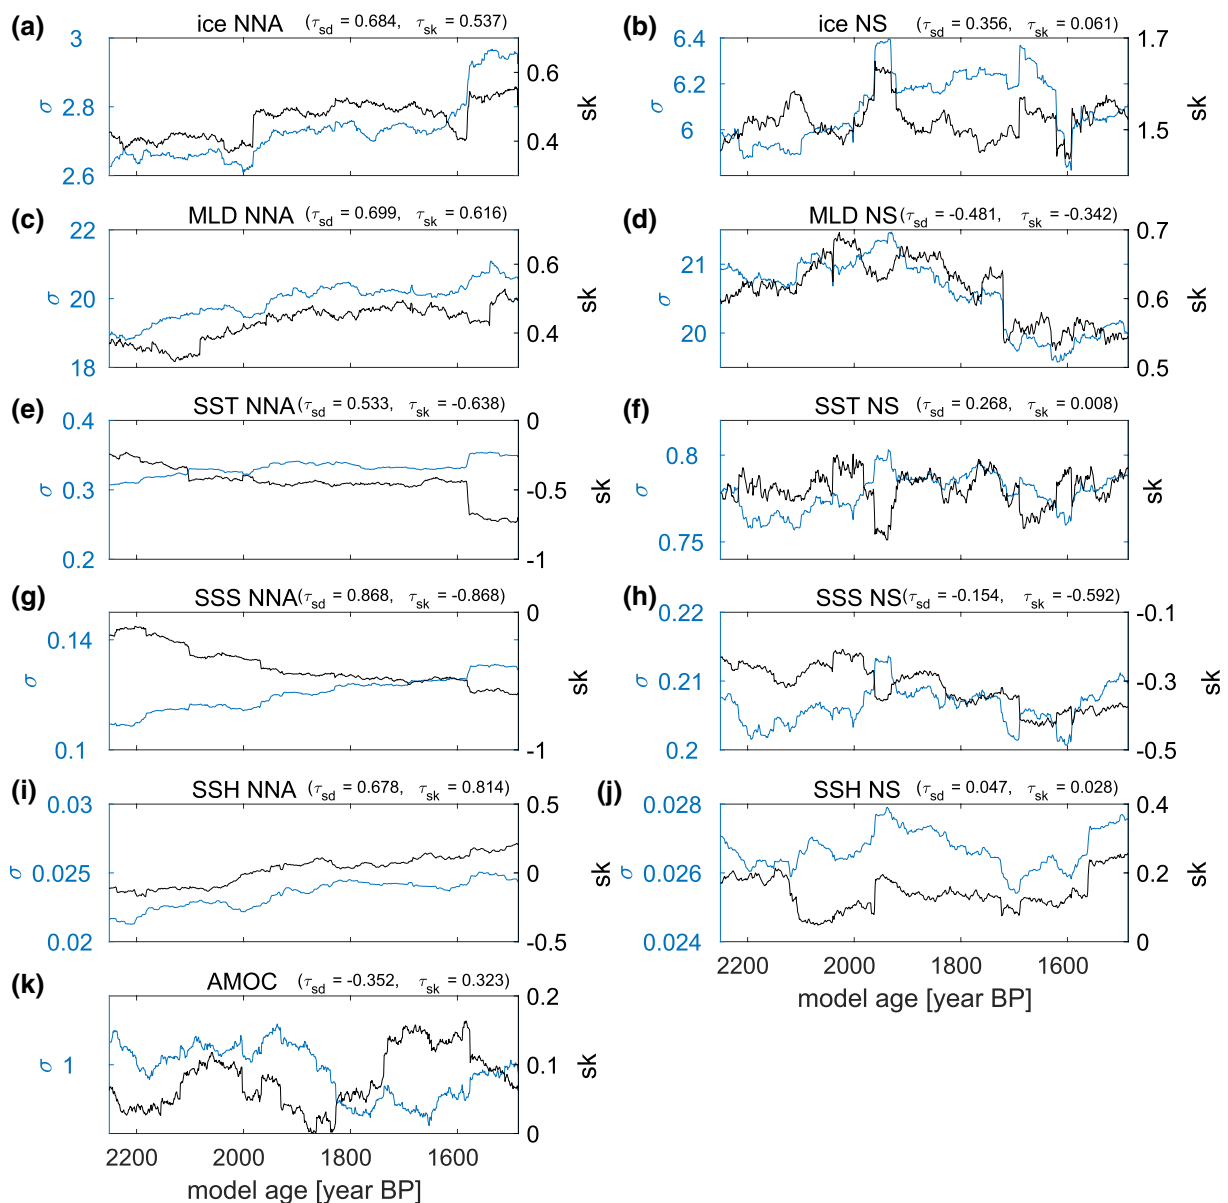 (a) ice NNA (τsd = 0.684, τsk = 0.537)
3
2.8
2.6
σ
0.6
0.4
sk
(b) ice NS (τsd = 0.356, τsk = 0.061)
6.4
6.2
6
σ
1.7
1.5
sk
(c) MLD NNA (τsd = 0.699, τsk = 0.616)
22
20
18
σ
0.6
0.4
sk
(d) MLD NS (τsd = -0.481, τsk = -0.342)
21
20
σ
0.7
0.6
0.5
sk
(e) SST NNA (τsd = 0.533, τsk = -0.638)
0.4
0.3
0.2
σ
0
-0.5
-1
sk
(f) SST NS (τsd = 0.268, τsk = 0.008)
0.8
0.75
σ
sk
(g) SSS NNA (τsd = 0.868, τsk = -0.868)
0.14
0.1
σ
0
-1
sk
(h) SSS NS (τsd = -0.154, τsk = -0.592)
0.22
0.21
0.2
σ
-0.1
-0.3
-0.5
sk
(i) SSH NNA (τsd = 0.678, τsk = 0.814)
0.03
0.025
0.02
σ
0.5
0
-0.5
sk
(j) SSH NS (τsd = 0.047, τsk = 0.028)
0.028
0.026
0.024
σ
0.4
0.2
0
sk
2200 2000 1800 1600
model age [year BP]
(k) AMOC (τsd = -0.352, τsk = 0.323)
1
σ
0.2
0.1
0
sk
2200 2000 1800 1600
model age [year BP]